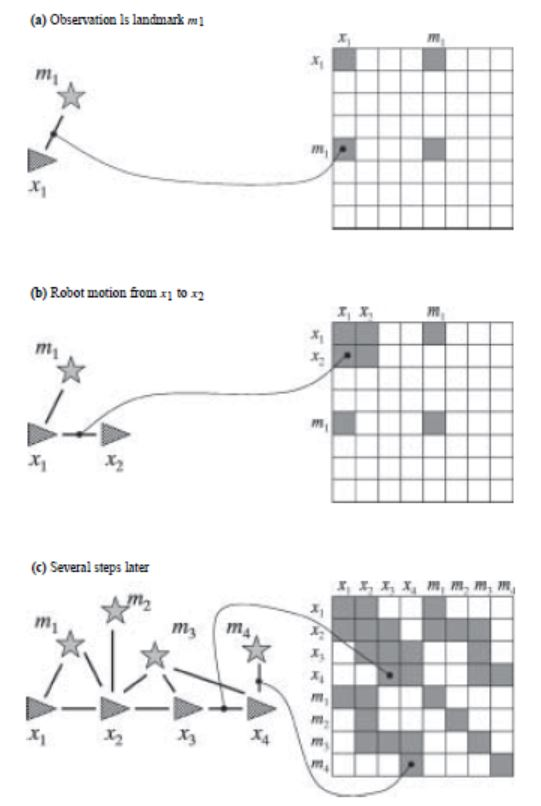 (a) Observation ls landmark m1
x₁ m₁
x₁
m₁
m₁
x₁
(b) Robot motion from x1 to x2
x₁ x₂ m₁
x₁
x₂
m₁
m₁
x₁ x₂
(c) Several steps later
x₁ x₂ x₃ x₄ m₁ m₂ m₃ m₄
x₁
x₂
x₃
x₄
m₁
m₂
m₃
m₄
m₁ m₂ m₃ m₄
x₁ x₂ x₃ x₄